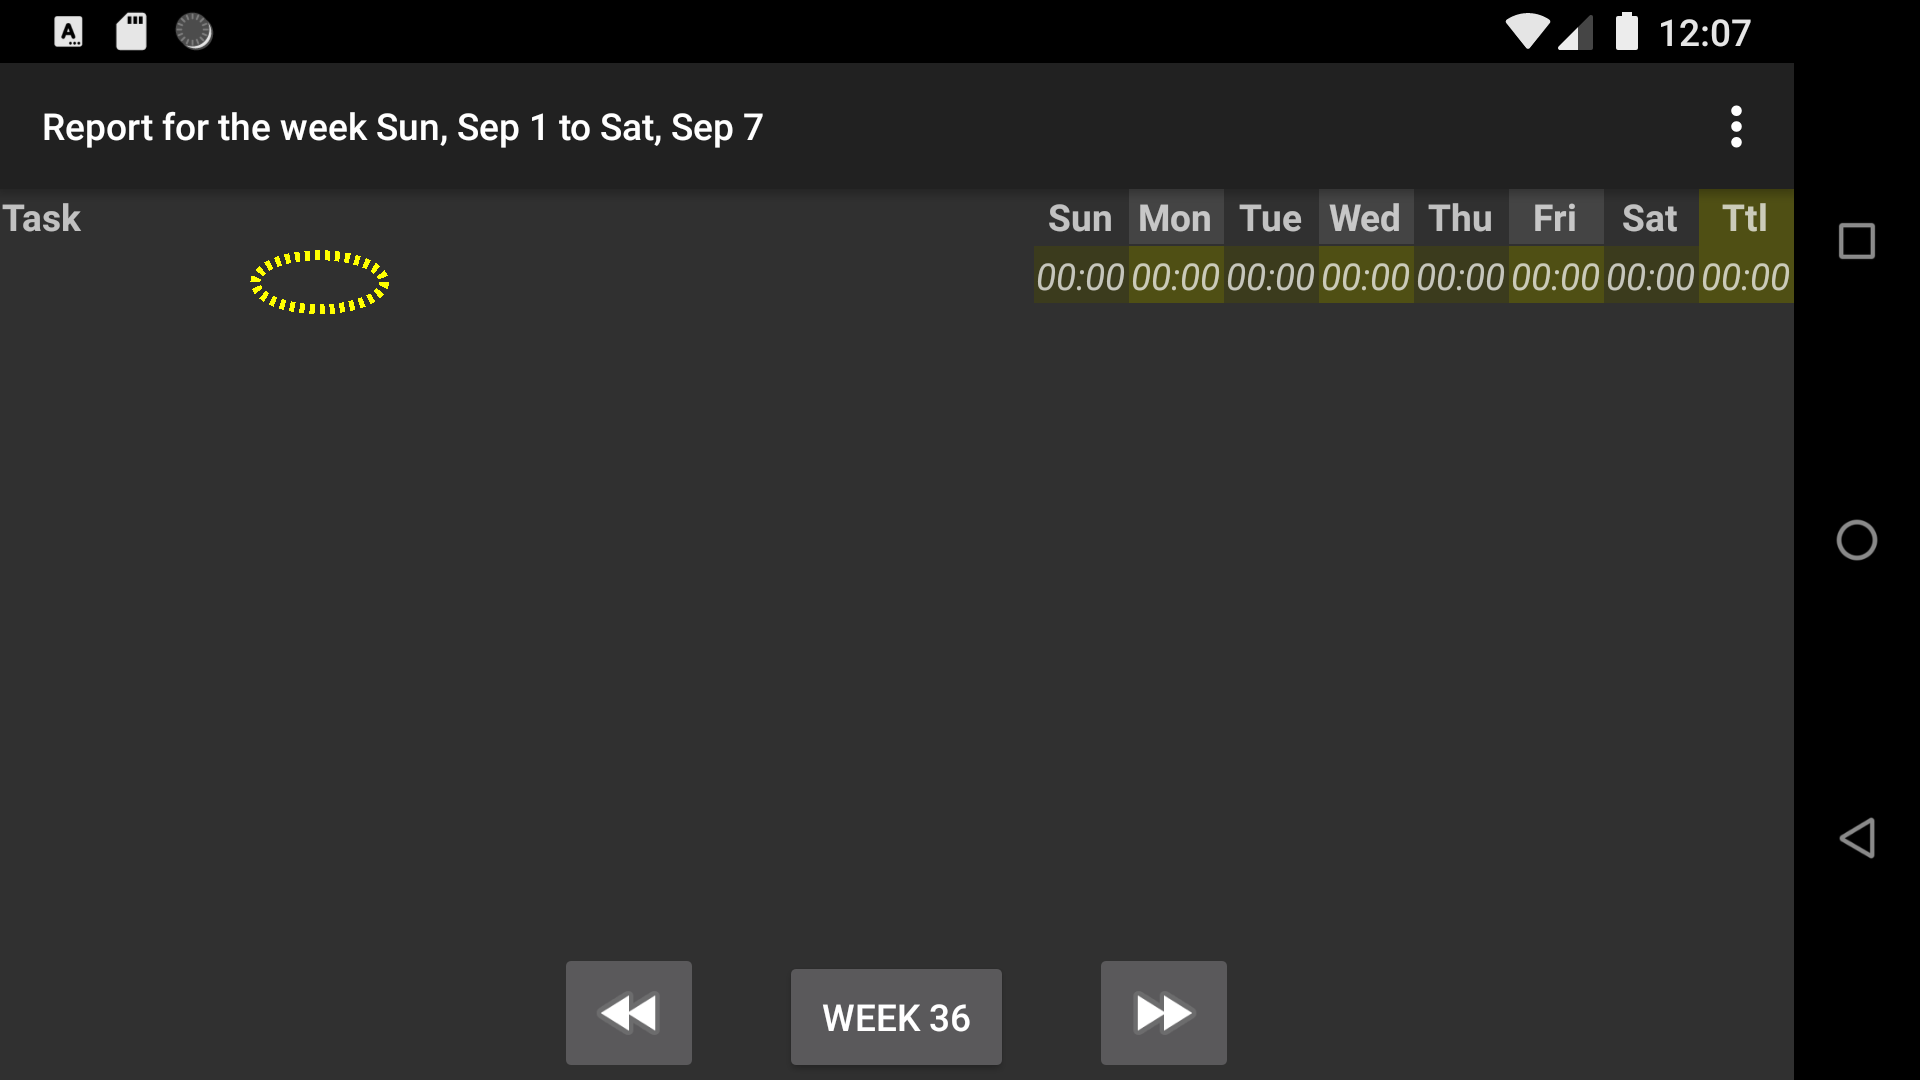 12:07
Report for the week Sun, Sep 1 to Sat, Sep 7
Task Sun Mon Tue Wed Thu Fri Sat Ttl
00:00 00:00 00:00 00:00 00:00 00:00 00:00 00:00
WEEK 36